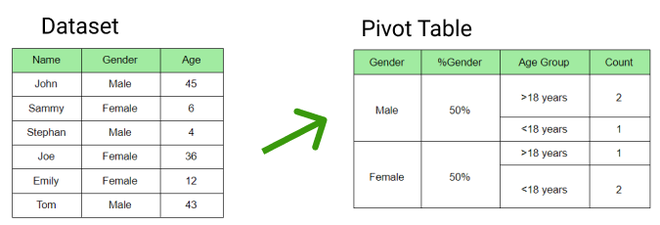 Dataset
Name Gender Age
John Male 45
Sammy Female 6
Stephan Male 4
Joe Female 36
Emily Female 12
Tom Male 43
Pivot Table
Gender %Gender Age Group Count
Male 50% >18 years 2
<18 years 1
Female 50% >18 years 1
<18 years 2